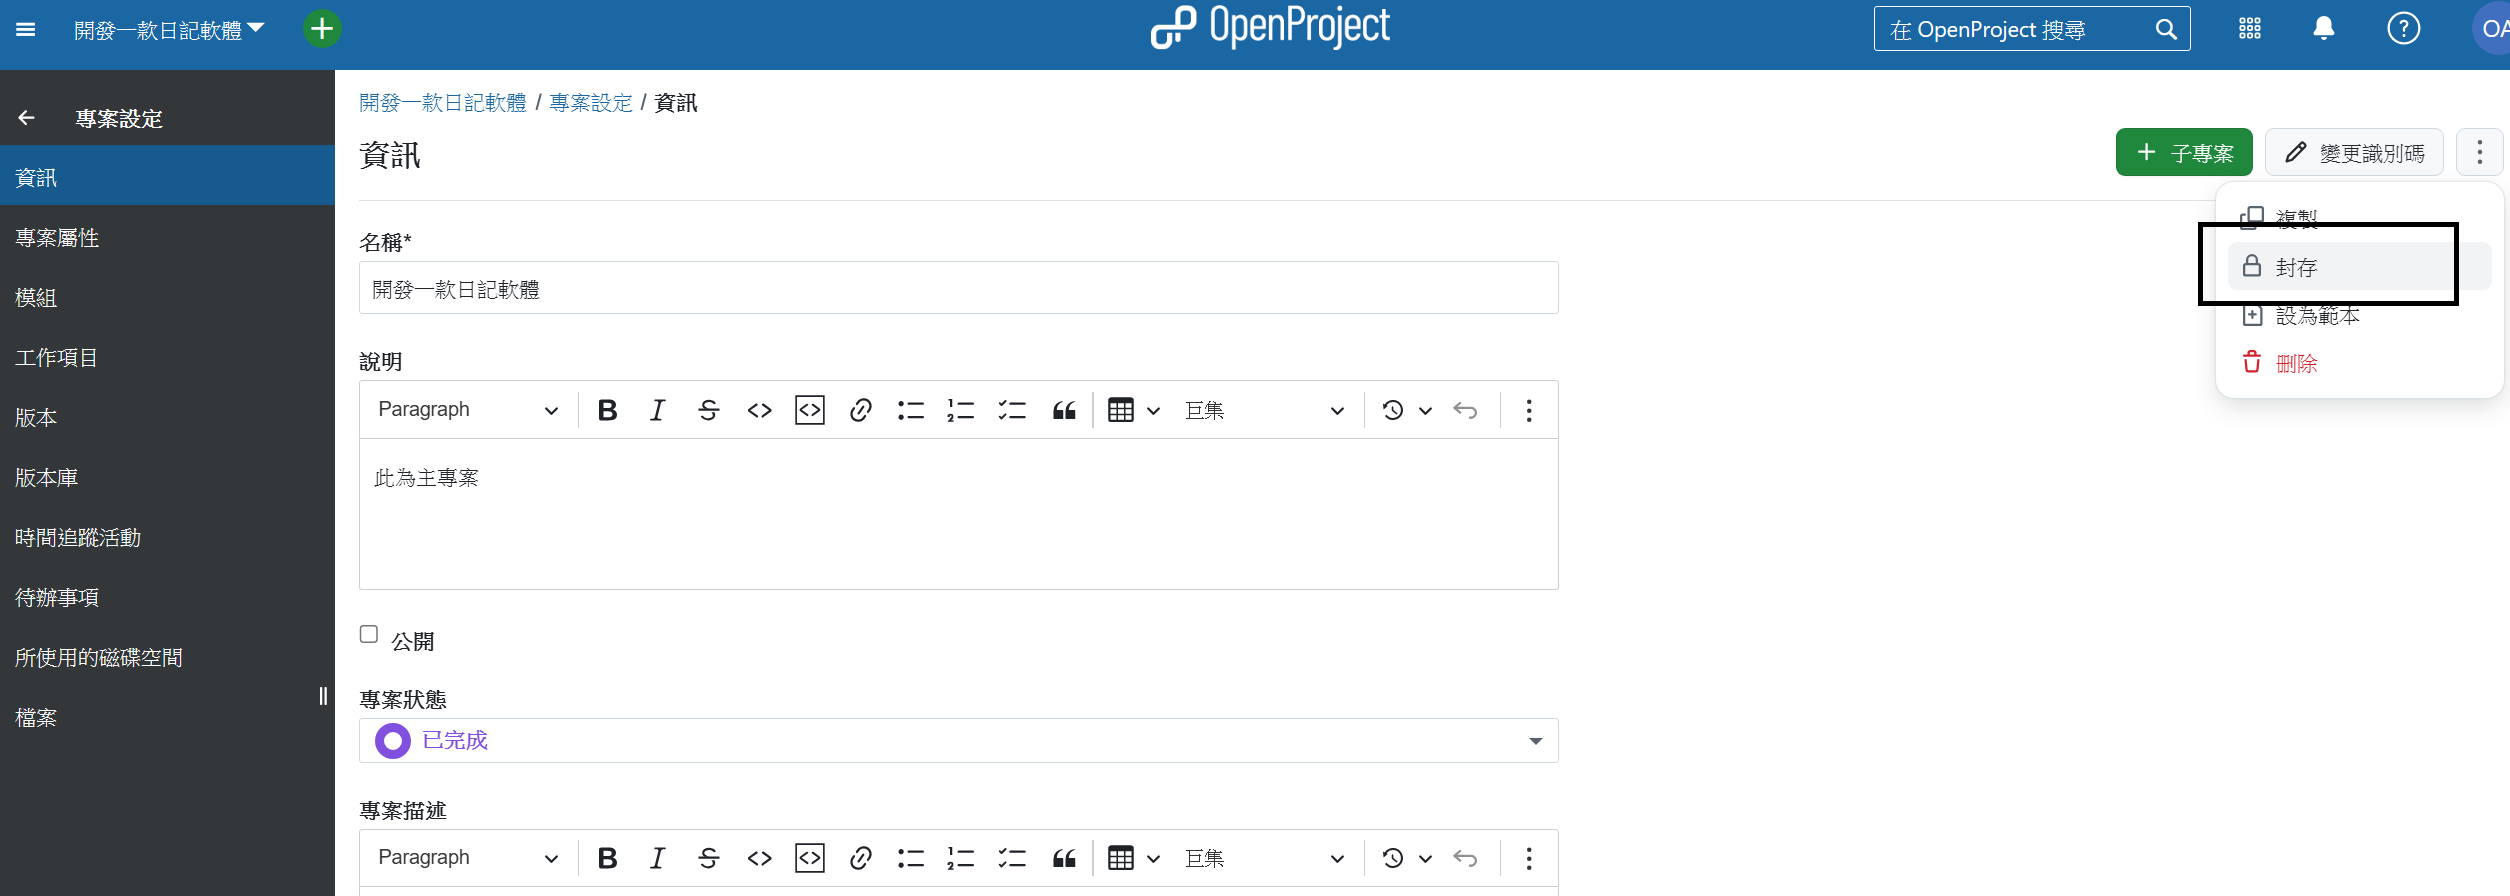 開發一款日記軟體
OpenProject
在 OpenProject 搜尋
OA
專案設定
資訊
專案屬性
模組
工作項目
版本
版本庫
時間追蹤活動
待辦事項
所使用的磁碟空間
檔案
開發一款日記軟體 / 專案設定 / 資訊
資訊
子專案
變更識別碼
複製
封存
設為範本
刪除
名稱*
開發一款日記軟體
說明
Paragraph
巨集
此為主專案
公開
專案狀態
已完成
專案描述
Paragraph
巨集